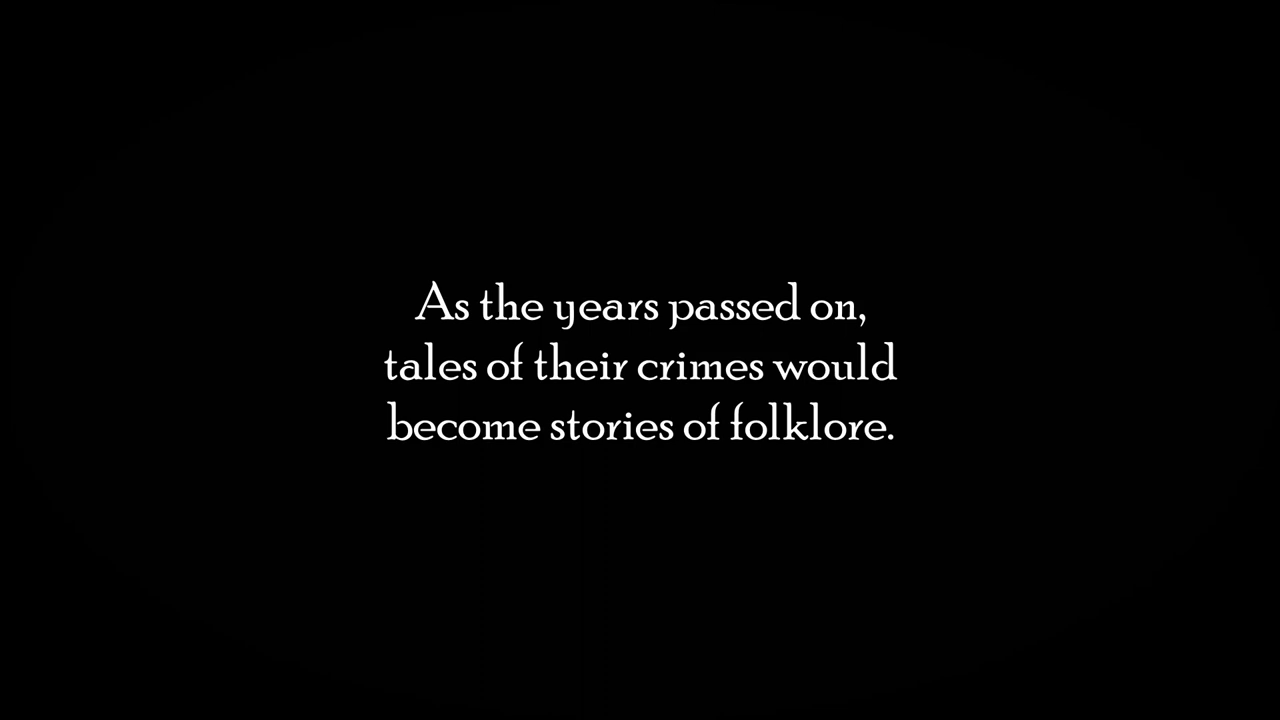 As the years passed on,
tales of their crimes would
become stories of folklore.